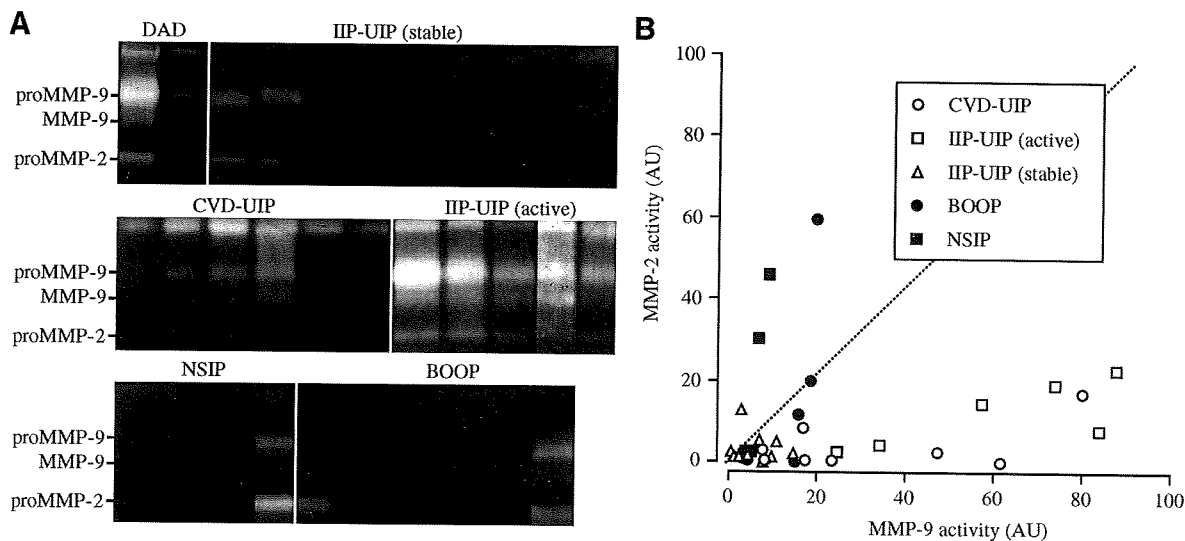 A
DAD IIP-UIP (stable)
proMMP-9
MMP-9
proMMP-2
CVD-UIP IIP-UIP (active)
proMMP-9
MMP-9
proMMP-2
NSIP BOOP
proMMP-9
MMP-9
proMMP-2
B
100
80
60
40
20
0
MMP-2 activity (AU)
CVD-UIP
IIP-UIP (active)
IIP-UIP (stable)
BOOP
NSIP
0 20 40 60 80 100
MMP-9 activity (AU)